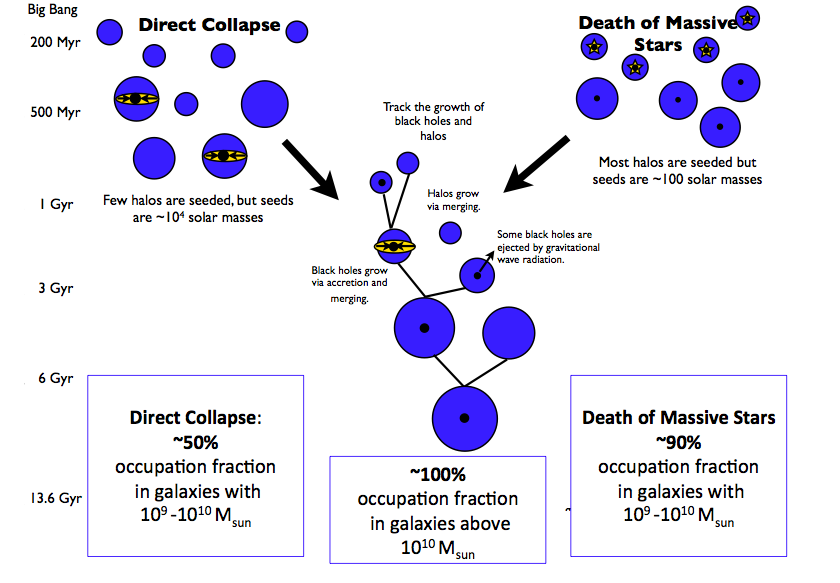 Big Bang
200 Myr
500 Myr
1 Gyr
3 Gyr
6 Gyr
13.6 Gyr
Direct Collapse
Few halos are seeded, but seeds
are ~10⁴ solar masses
Death of Massive
Stars
Most halos are seeded but
seeds are ~100 solar masses
Track the growth of
black holes and
halos
Halos grow
via merging.
Some black holes are
ejected by gravitational
wave radiation.
Black holes grow
via accretion and
merging.
Direct Collapse:
~50%
occupation fraction
in galaxies with
10⁹-10¹⁰ Msun
~100%
occupation fraction
in galaxies above
10¹⁰ Msun
Death of Massive Stars
~90%
occupation fraction
in galaxies with
10⁹-10¹⁰ Msun